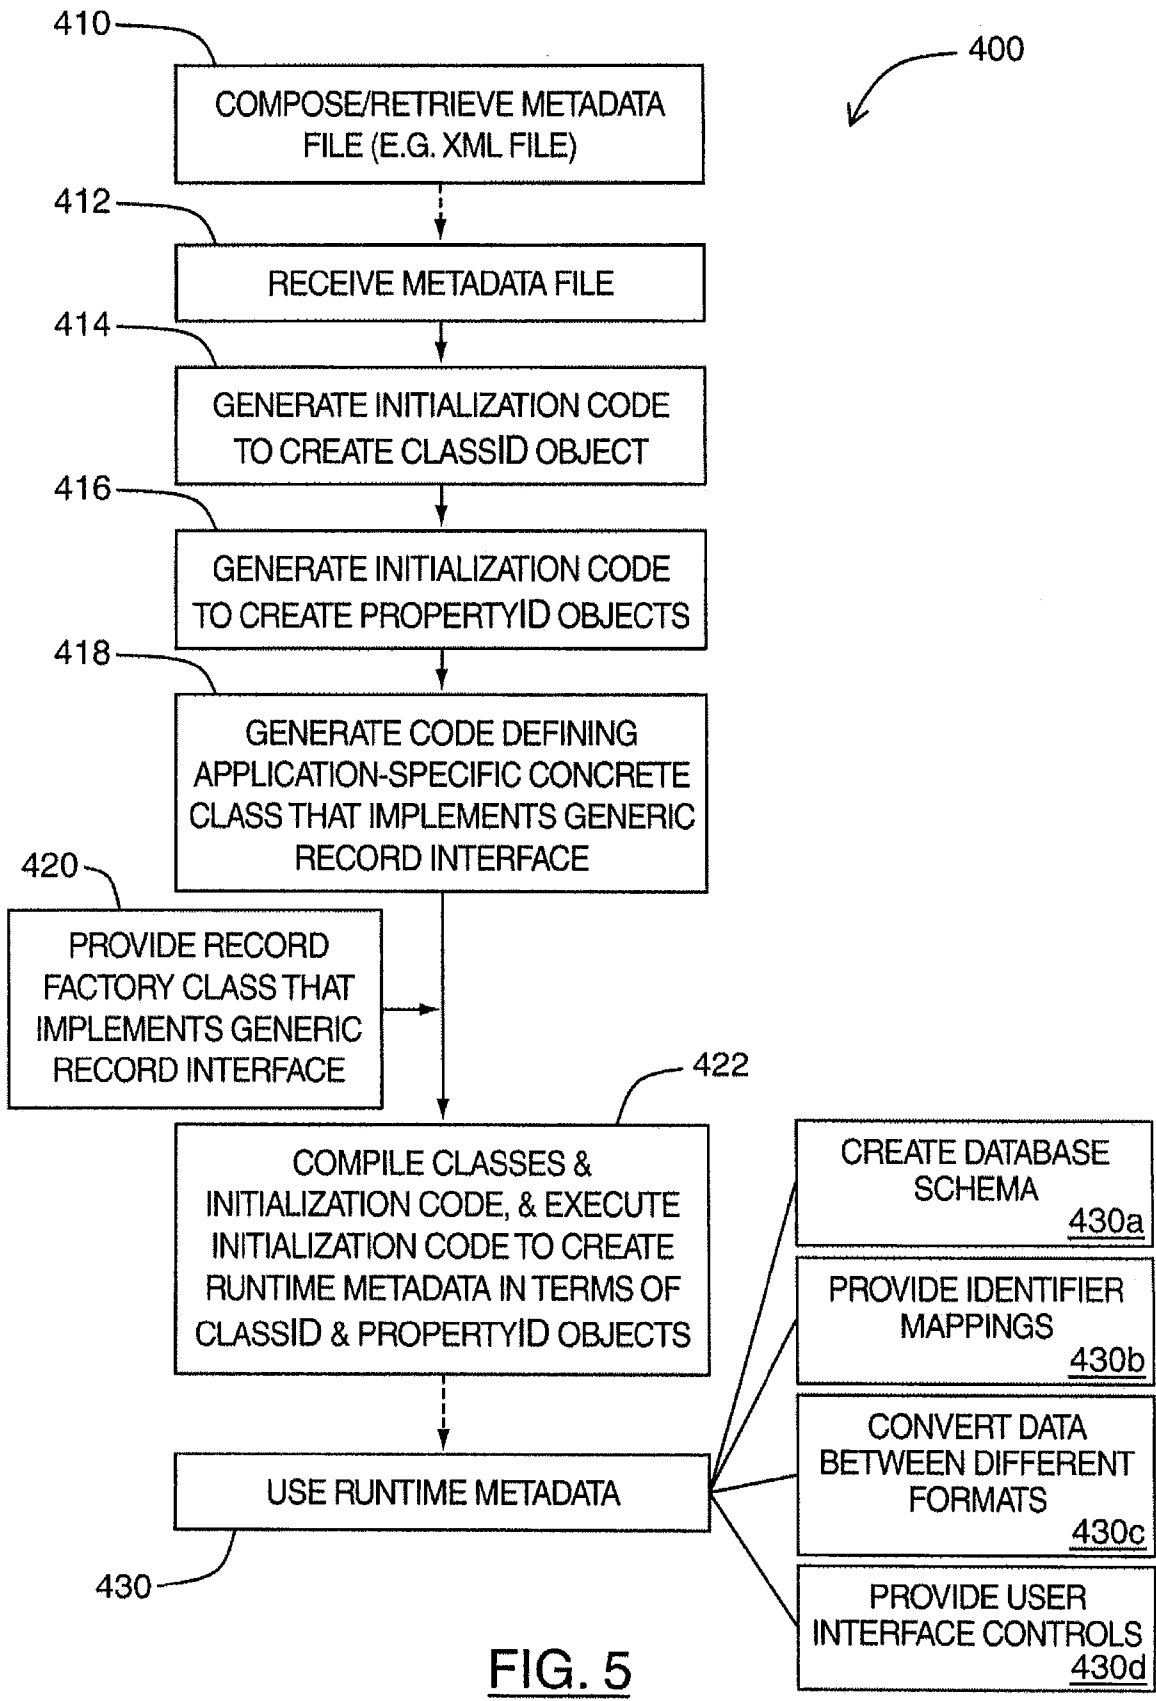 410
400
COMPOSE/RETRIEVE METADATA
FILE (E.G. XML FILE)
412
RECEIVE METADATA FILE
414
GENERATE INITIALIZATION CODE
TO CREATE CLASSID OBJECT
416
GENERATE INITIALIZATION CODE
TO CREATE PROPERTYID OBJECTS
418
GENERATE CODE DEFINING
APPLICATION-SPECIFIC CONCRETE
CLASS THAT IMPLEMENTS GENERIC
RECORD INTERFACE
420
PROVIDE RECORD
FACTORY CLASS THAT
IMPLEMENTS GENERIC
RECORD INTERFACE
422
COMPILE CLASSES &
INITIALIZATION CODE, & EXECUTE
INITIALIZATION CODE TO CREATE
RUNTIME METADATA IN TERMS OF
CLASSID & PROPERTYID OBJECTS
USE RUNTIME METADATA
430
CREATE DATABASE
SCHEMA
430a
PROVIDE IDENTIFIER
MAPPINGS
430b
CONVERT DATA
BETWEEN DIFFERENT
FORMATS
430c
PROVIDE USER
INTERFACE CONTROLS
430d
FIG. 5